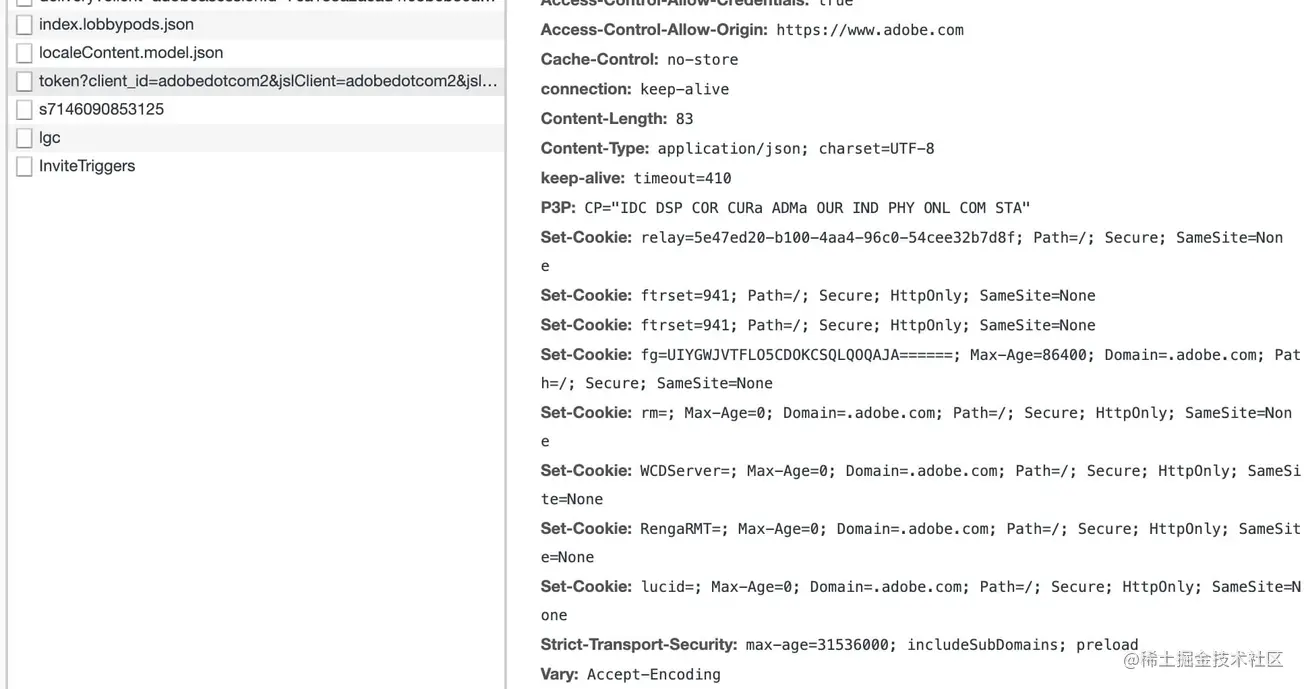 index.lobbypods.json
localeContent.model.json
token?client_id=adobedotcom2&jslClient=adobedotcom2&jsl...
s7146090853125
lgc
InviteTriggers
Access-Control-Allow-Credentials: true
Access-Control-Allow-Origin: https://www.adobe.com
Cache-Control: no-store
connection: keep-alive
Content-Length: 83
Content-Type: application/json; charset=UTF-8
keep-alive: timeout=410
P3P: CP="IDC DSP COR CURa ADMa OUR IND PHY ONL COM STA"
Set-Cookie: relay=5e47ed20-b100-4aa4-96c0-54cee32b7d8f; Path=/; Secure; SameSite=Non
e
Set-Cookie: ftrset=941; Path=/; Secure; HttpOnly; SameSite=None
Set-Cookie: ftrset=941; Path=/; Secure; HttpOnly; SameSite=None
Set-Cookie: fg=UIYGWJVTFLO5CDOKCSQLQOQAJA======; Max-Age=86400; Domain=.adobe.com; Pat
h=/; Secure; SameSite=None
Set-Cookie: rm=; Max-Age=0; Domain=.adobe.com; Path=/; Secure; HttpOnly; SameSite=Non
e
Set-Cookie: WCDServer=; Max-Age=0; Domain=.adobe.com; Path=/; Secure; HttpOnly; SameSi
te=None
Set-Cookie: RengaRMT=; Max-Age=0; Domain=.adobe.com; Path=/; Secure; HttpOnly; SameSit
e=None
Set-Cookie: lucid=; Max-Age=0; Domain=.adobe.com; Path=/; Secure; HttpOnly; SameSite=N
one
Strict-Transport-Security: max-age=31536000; includeSubDomains; preload
Vary: Accept-Encoding
@稀土掘金技术社区